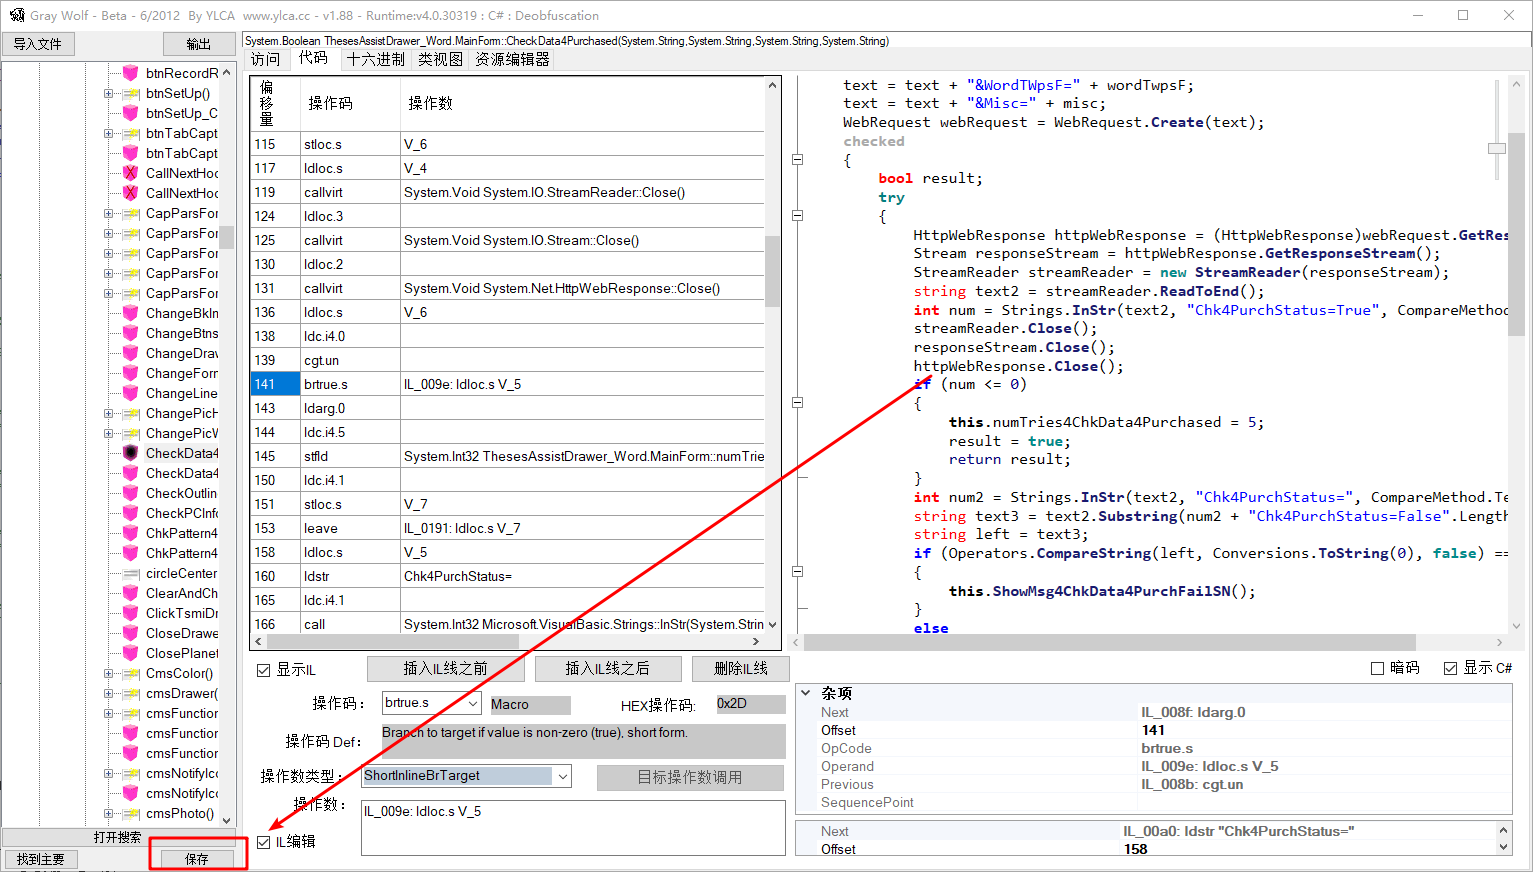 Gray Wolf - Beta - 6/2012 By YLCA www.ylca.cc - v1.88 - Runtime:v4.0.30319 : C# : Deobfuscation
导入文件
输出
System.Boolean ThesesAssistDrawer_Word.MainForm::CheckData4Purchased(System.String,System.String,System.String,System.String)
访问 代码 十六进制 类视图 资源编辑器
btnRecordR
btnSetUp()
btnSetUp_C
btnTabCapt
btnTabCapt
CallNextHoo
CallNextHoo
CapParsFor
CapParsFor
CapParsFor
CapParsFor
CapParsFor
ChangeBkIn
ChangeBtns
ChangeDraw
ChangeForn
ChangeLine
ChangePicH
ChangePicW
CheckData4
CheckData4
CheckOutlin
CheckPCInfo
ChkPattern4
ChkPattern4
circleCenter
ClearAndCh
ClickTsmiDr
CloseDrawe
ClosePlanet
CmsColor()
cmsDrawer(
cmsFunction
cmsFunction
cmsFunction
cmsNotifyIco
cmsNotifyIco
cmsPhoto()
打开搜索
找到主要
保存
偏移量 操作码 操作数
115 stloc.s V_6
117 ldloc.s V_4
119 callvirt System.Void System.IO.StreamReader::Close()
124 ldloc.3
125 callvirt System.Void System.IO.Stream::Close()
130 ldloc.2
131 callvirt System.Void System.Net.HttpWebResponse::Close()
136 ldloc.s V_6
138 ldc.i4.0
139 cgt.un
141 brtrue.s IL_009e: ldloc.s V_5
143 ldarg.0
144 ldc.i4.5
145 stfld System.Int32 ThesesAssistDrawer_Word.MainForm::numTrie
150 ldc.i4.1
151 stloc.s V_7
153 leave IL_0191: ldloc.s V_7
158 ldloc.s V_5
160 ldstr Chk4PurchStatus=
165 ldc.i4.1
166 call System.Int32 Microsoft.VisualBasic.Strings::InStr(System.Strin
text = text + "&WordTWpsF=" + wordTwpsF;
text = text + "&Misc=" + misc;
WebRequest webRequest = WebRequest.Create(text);
checked
{
bool result;
try
{
HttpWebResponse httpWebResponse = (HttpWebResponse)webRequest.GetRes
Stream responseStream = httpWebResponse.GetResponseStream();
StreamReader streamReader = new StreamReader(responseStream);
string text2 = streamReader.ReadToEnd();
int num = Strings.InStr(text2, "Chk4PurchStatus=True", CompareMethod
streamReader.Close();
responseStream.Close();
httpWebResponse.Close();
if (num <= 0)
{
this.numTries4ChkData4Purchased = 5;
result = true;
return result;
}
int num2 = Strings.InStr(text2, "Chk4PurchStatus=", CompareMethod.Te
string text3 = text2.Substring(num2 + "Chk4PurchStatus=False".Length
string left = text3;
if (Operators.CompareString(left, Conversions.ToString(0), false) ==
{
this.ShowMsg4ChkData4PurchFailSN();
}
else
显示IL 插入IL线之前 插入IL线之后 删除IL线
操作码: brtrue.s Macro HEX操作码: 0x2D
操作码 Def: Branch to target if value is non-zero (true), short form.
操作数类型: ShortInlineBrTarget 目标操作数调用
操作数: IL_009e: ldloc.s V_5
IL编辑
暗码 显示 C#
杂项
Next IL_008f: ldarg.0
Offset 141
OpCode brtrue.s
Operand IL_009e: ldloc.s V_5
Previous IL_008b: cgt.un
SequencePoint
Next IL_00a0: ldstr "Chk4PurchStatus="
Offset 158